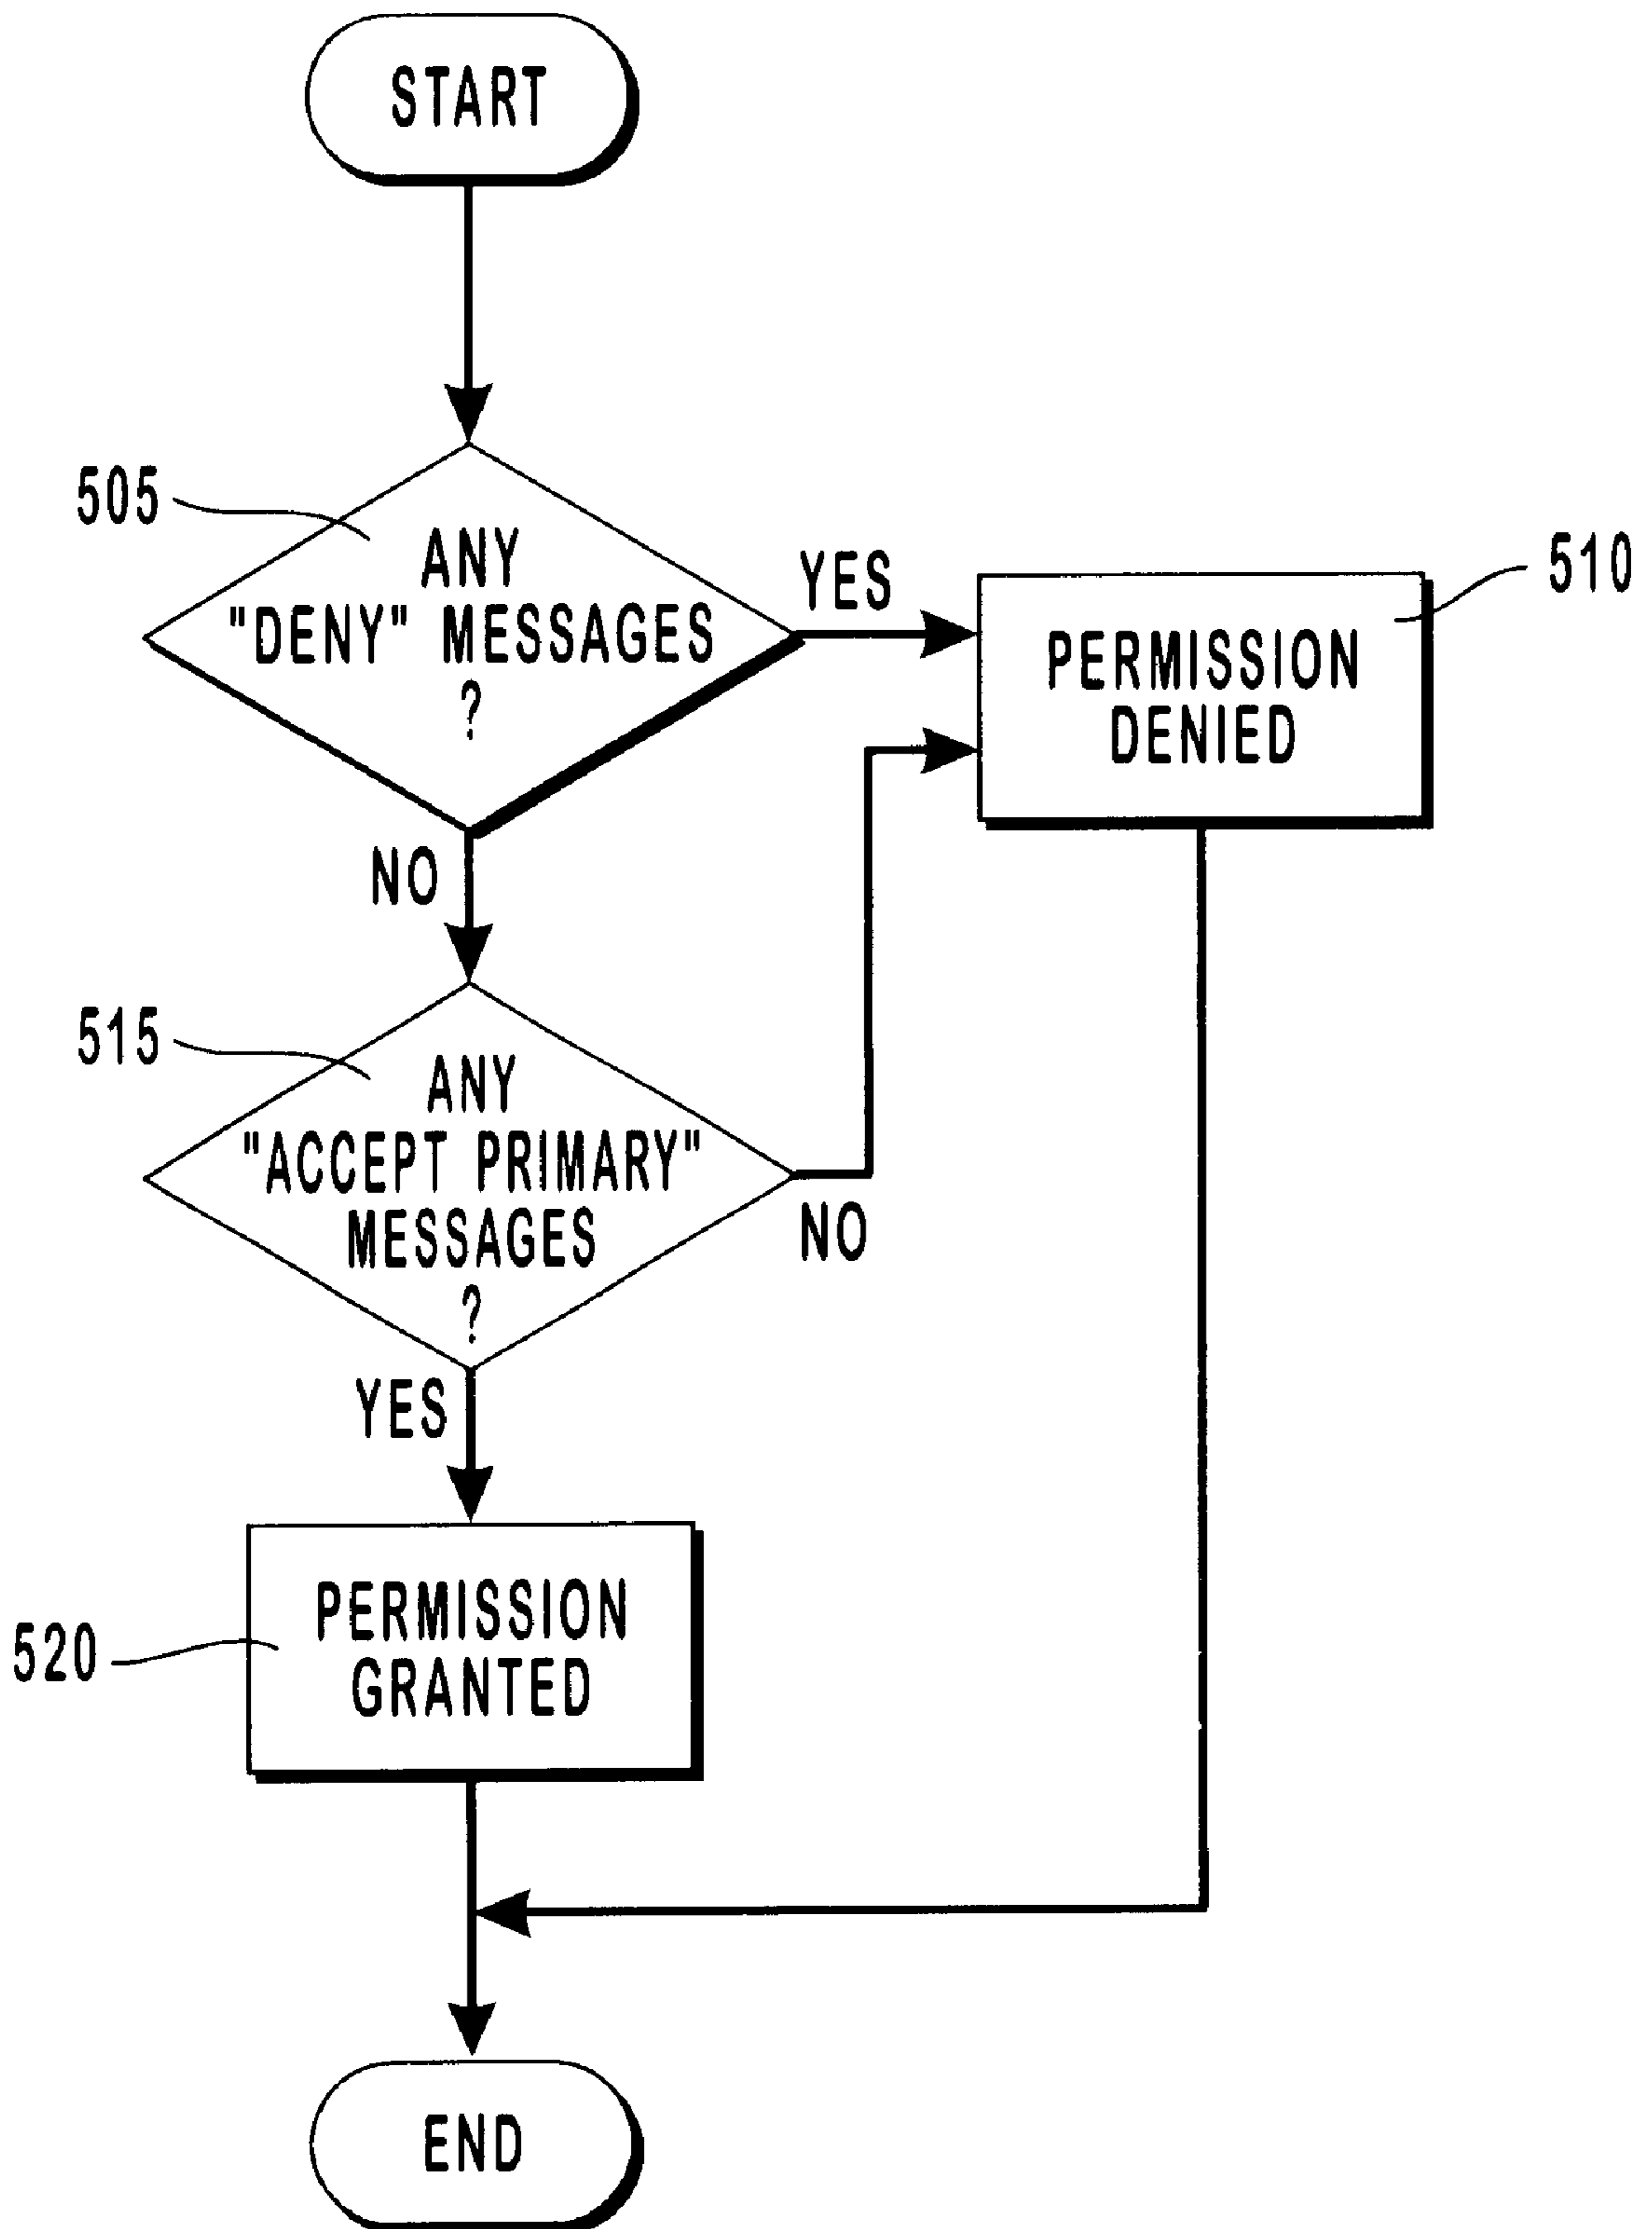 START
505
ANY
"DENY" MESSAGES
?
YES
510
PERMISSION
DENIED
NO
515
ANY
"ACCEPT PRIMARY"
MESSAGES
?
NO
YES
520
PERMISSION
GRANTED
END